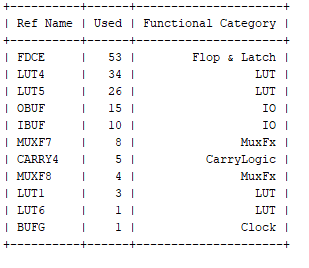 +----------+------+---------------------+
| Ref Name | Used | Functional Category |
+----------+------+---------------------+
| FDCE     |   53 |        Flop & Latch |
| LUT4     |   34 |                 LUT |
| LUT5     |   26 |                 LUT |
| OBUF     |   15 |                  IO |
| IBUF     |   10 |                  IO |
| MUXF7    |    8 |               MuxFx |
| CARRY4   |    5 |          CarryLogic |
| MUXF8    |    4 |               MuxFx |
| LUT1     |    3 |                 LUT |
| LUT6     |    1 |                 LUT |
| BUFG     |    1 |               Clock |
+----------+------+---------------------+